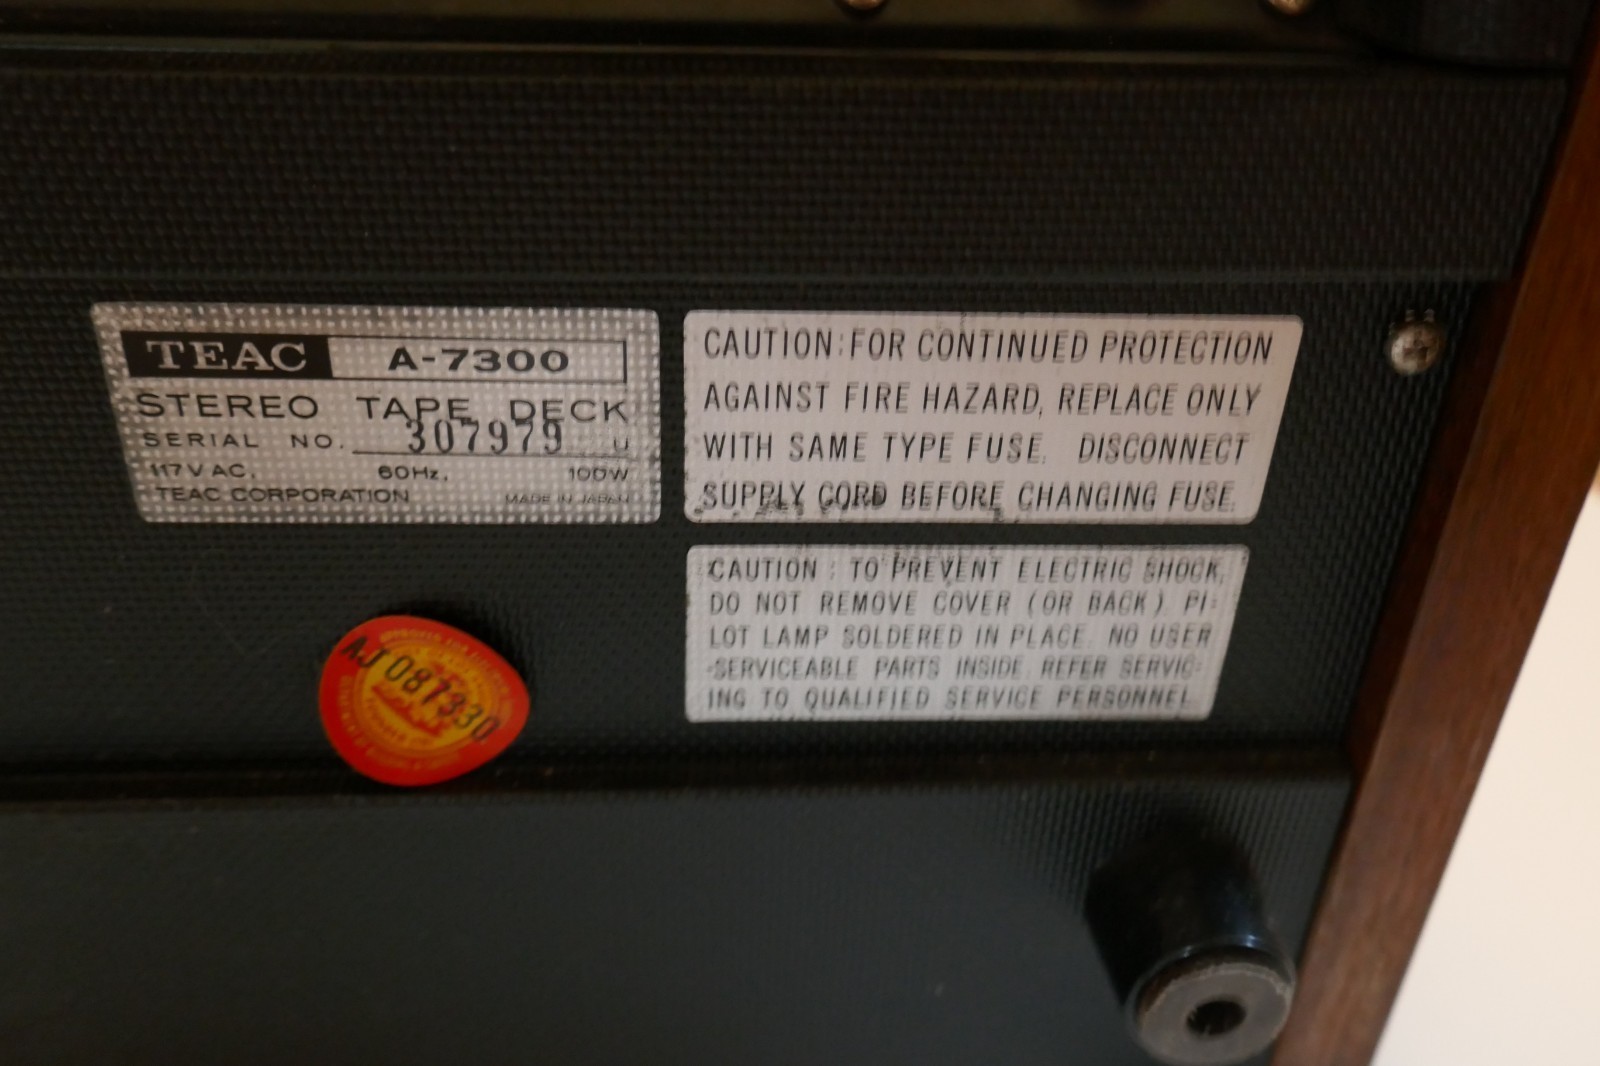 TEAC A-7300
STEREO TAPE DECK
SERIAL NO. 307979 U
117V AC, 60Hz, 100W
TEAC CORPORATION MADE IN JAPAN
CAUTION: FOR CONTINUED PROTECTION
AGAINST FIRE HAZARD, REPLACE ONLY
WITH SAME TYPE FUSE. DISCONNECT
SUPPLY CORD BEFORE CHANGING FUSE.
CAUTION : TO PREVENT ELECTRIC SHOCK,
DO NOT REMOVE COVER (OR BACK). PI-
LOT LAMP SOLDERED IN PLACE. NO USER
-SERVICEABLE PARTS INSIDE. REFER SERVIC-
ING TO QUALIFIED SERVICE PERSONNEL.
AJ 087330